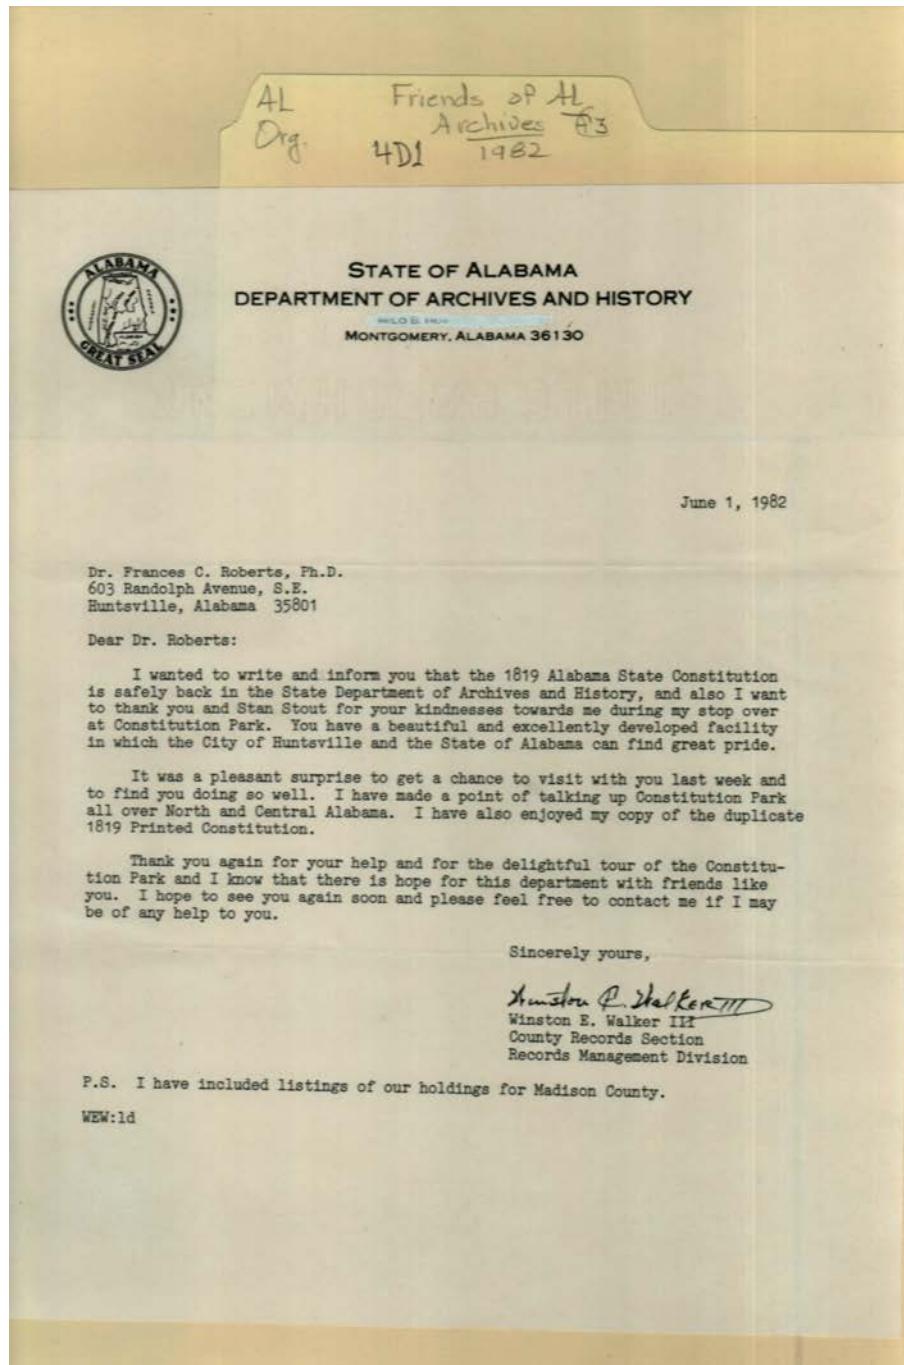 AL
Org.
Friends of AL
Archives #3
4D1 1982
ALABAMA
GREAT SEAL
STATE OF ALABAMA
DEPARTMENT OF ARCHIVES AND HISTORY
MONTGOMERY, ALABAMA 36130
June 1, 1982
Dr. Frances C. Roberts, Ph.D.
603 Randolph Avenue, S.E.
Huntsville, Alabama 35801
Dear Dr. Roberts:
I wanted to write and inform you that the 1819 Alabama State Constitution
is safely back in the State Department of Archives and History, and also I want
to thank you and Stan Stout for your kindnesses towards me during my stop over
at Constitution Park. You have a beautiful and excellently developed facility
in which the City of Huntsville and the State of Alabama can find great pride.
It was a pleasant surprise to get a chance to visit with you last week and
to find you doing so well. I have made a point of talking up Constitution Park
all over North and Central Alabama. I have also enjoyed my copy of the duplicate
1819 Printed Constitution.
Thank you again for your help and for the delightful tour of the Constitu-
tion Park and I know that there is hope for this department with friends like
you. I hope to see you again soon and please feel free to contact me if I may
be of any help to you.
Sincerely yours,
Winston E. Walker III
Winston E. Walker III
County Records Section
Records Management Division
P.S. I have included listings of our holdings for Madison County.
WEW:ld